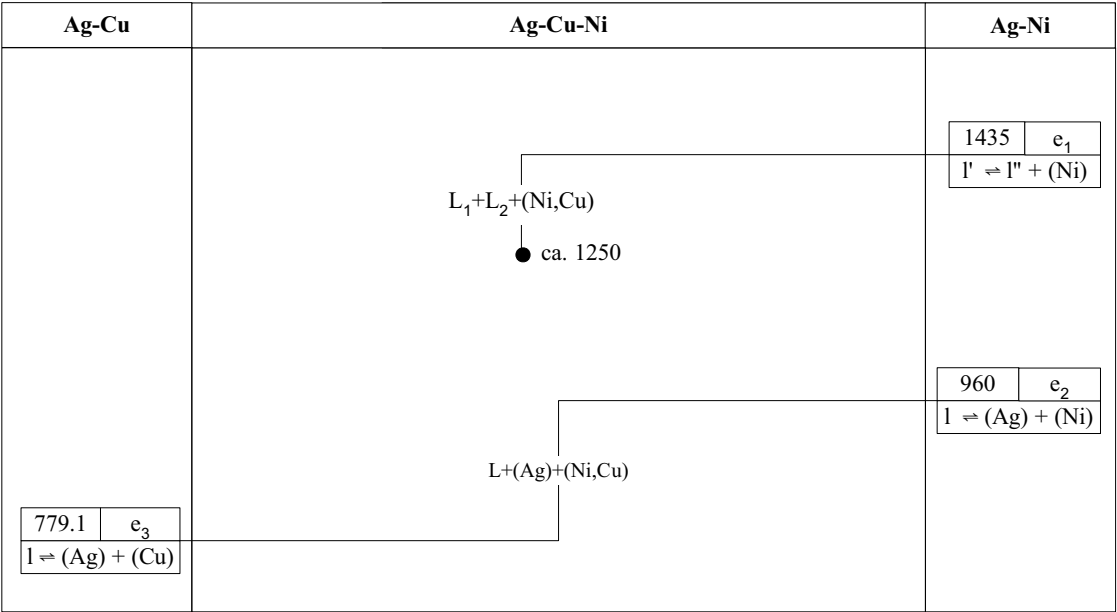 Ag-Cu
Ag-Cu-Ni
Ag-Ni
1435
e1
l' ⇌ l" + (Ni)
L1+L2+(Ni,Cu)
ca. 1250
960
e2
l ⇌ (Ag) + (Ni)
L+(Ag)+(Ni,Cu)
779.1
e3
l ⇌ (Ag) + (Cu)